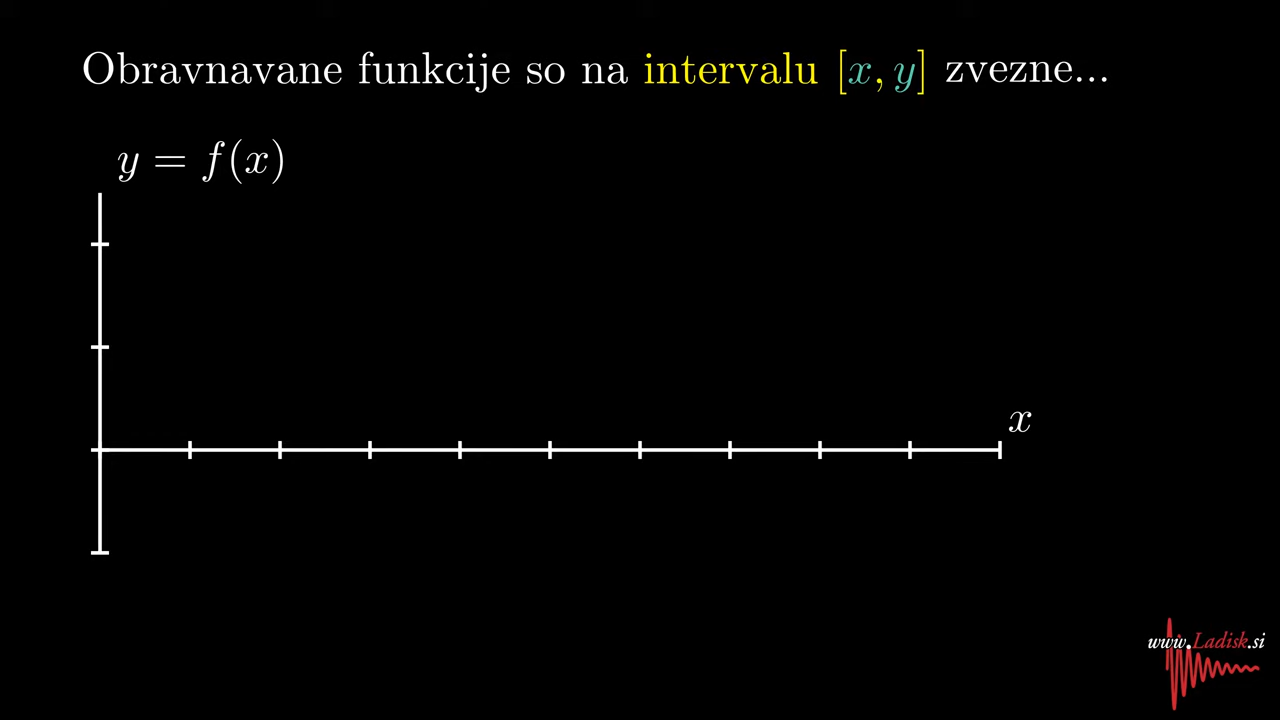 Obravnavane funkcije so na intervalu [x, y] zvezne...
y = f(x)
x
www.Ladisk.si